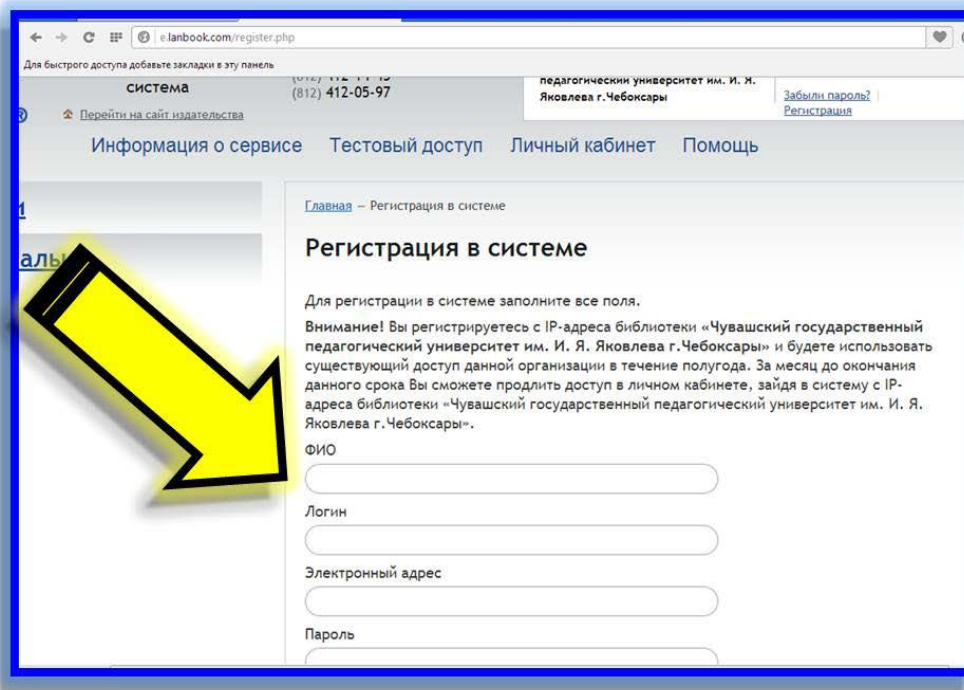 e.lanbook.com/register.php
Для быстрого доступа добавьте закладки в эту панель
система
(812) 412-05-97
педагогический университет им. И. Я.
Яковлева г.Чебоксары
Забыли пароль?
Регистрация
Перейти на сайт издательства
Информация о сервисе Тестовый доступ Личный кабинет Помощь
Главная – Регистрация в системе
Регистрация в системе
Для регистрации в системе заполните все поля.
Внимание! Вы регистрируетесь с IP-адреса библиотеки «Чувашский государственный
педагогический университет им. И. Я. Яковлева г.Чебоксары» и будете использовать
существующий доступ данной организации в течение полугода. За месяц до окончания
данного срока Вы сможете продлить доступ в личном кабинете, зайдя в систему с IP-
адреса библиотеки «Чувашский государственный педагогический университет им. И. Я.
Яковлева г.Чебоксары».
ФИО
Логин
Электронный адрес
Пароль